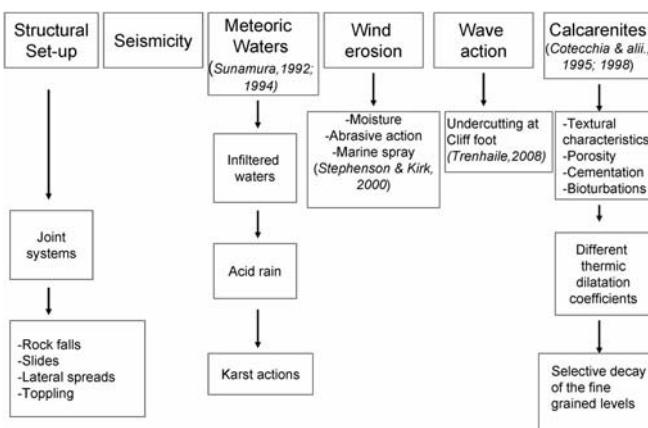 Structural
Set-up
Joint
systems
-Rock falls
-Slides
-Lateral spreads
-Toppling
Seismicity
Meteoric
Waters
(Sunamura,1992;
1994)
Infiltered
waters
Acid rain
Karst actions
Wind
erosion
-Moisture
-Abrasive action
-Marine spray
(Stephenson & Kirk,
2000)
Wave
action
Undercutting at
Cliff foot
(Trenhaile,2008)
Calcarenites
(Cotecchia & alii.,
1995; 1998)
-Textural
characteristics
-Porosity
-Cementation
-Bioturbations
Different
thermic
dilatation
coefficients
Selective decay
of the fine
grained levels